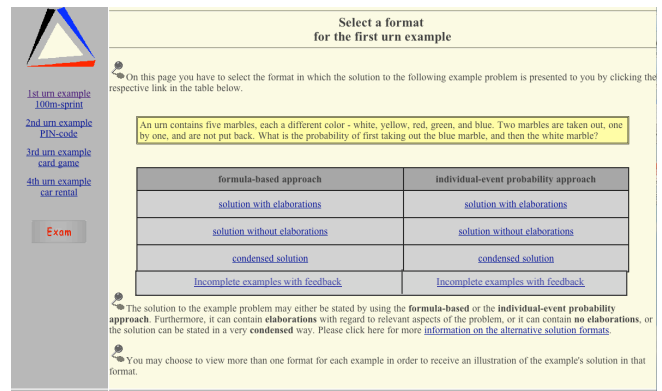 Select a format
for the first urn example
On this page you have to select the format in which the solution to the following example problem is presented to you by clicking the
respective link in the table below.
1st urn example
100m-sprint
2nd urn example
PIN-code
3rd urn example
card game
4th urn example
car rental
Exam
An urn contains five marbles, each a different color - white, yellow, red, green, and blue. Two marbles are taken out, one
by one, and are not put back. What is the probability of first taking out the blue marble, and then the white marble?
formula-based approach individual-event probability approach
solution with elaborations solution with elaborations
solution without elaborations solution without elaborations
condensed solution condensed solution
Incomplete examples with feedback Incomplete examples with feedback
The solution to the example problem may either be stated by using the formula-based or the individual-event probability
approach. Furthermore, it can contain elaborations with regard to relevant aspects of the problem, or it can contain no elaborations, or
the solution can be stated in a very condensed way. Please click here for more information on the alternative solution formats.
You may choose to view more than one format for each example in order to receive an illustration of the example's solution in that
format.